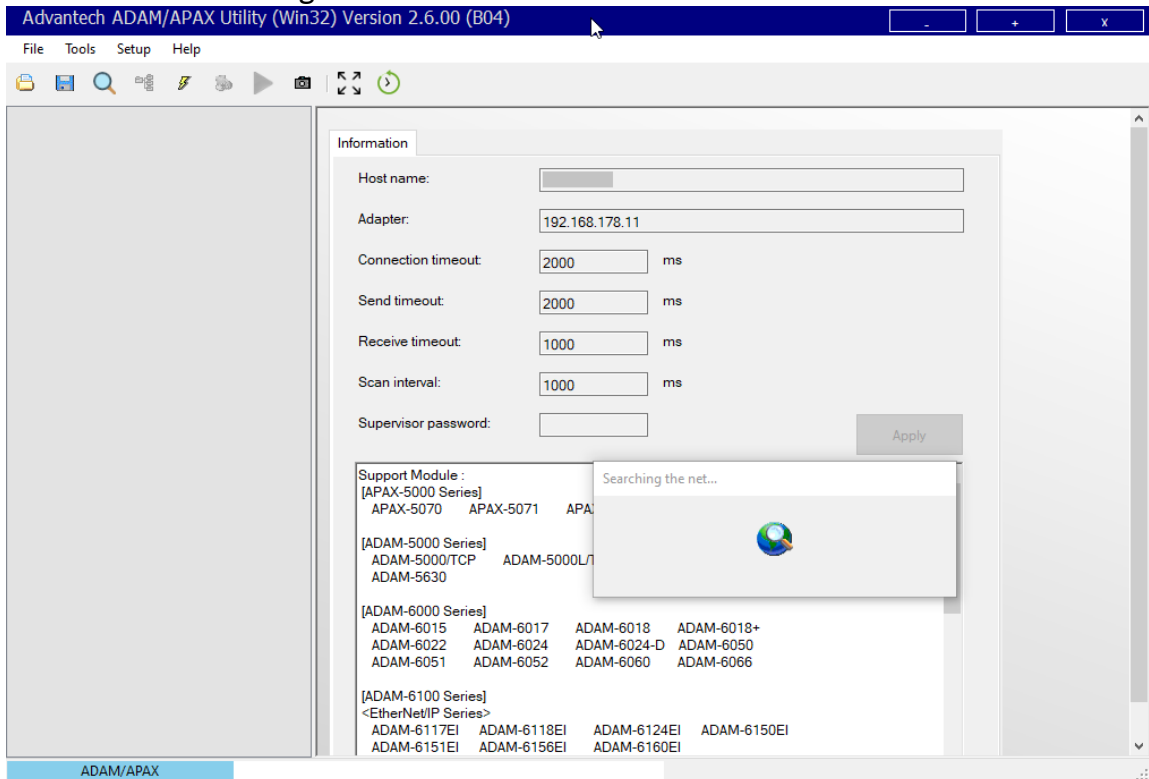 Advantech ADAM/APAX Utility (Win32) Version 2.6.00 (B04) - + x
File Tools Setup Help
Information
Host name:
Adapter: 192.168.178.11
Connection timeout: 2000 ms
Send timeout: 2000 ms
Receive timeout: 1000 ms
Scan interval: 1000 ms
Supervisor password:
Apply
Support Module :
[APAX-5000 Series]
APAX-5070 APAX-5071
Searching the net...
[ADAM-5000 Series]
ADAM-5000/TCP
ADAM-5630
[ADAM-6000 Series]
ADAM-6015 ADAM-6017 ADAM-6018 ADAM-6018+
ADAM-6022 ADAM-6024 ADAM-6024-D ADAM-6050
ADAM-6051 ADAM-6052 ADAM-6060 ADAM-6066
[ADAM-6100 Series]
<EtherNet/IP Series>
ADAM-6117EI ADAM-6118EI ADAM-6124EI ADAM-6150EI
ADAM-6151EI ADAM-6156EI ADAM-6160EI
ADAM/APAX